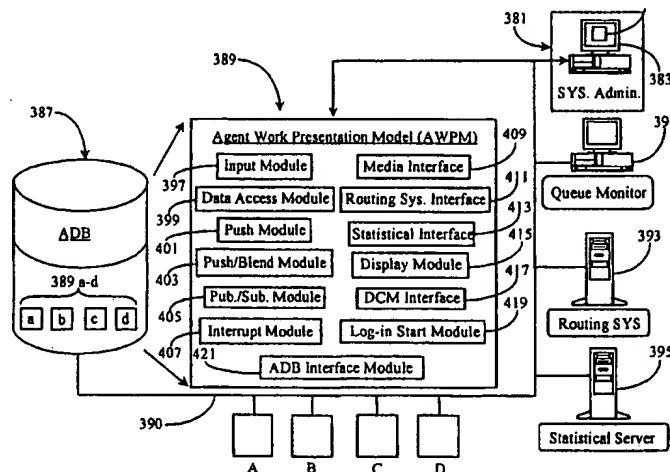 389
381
383
SYS. Admin.
387
Agent Work Presentation Model (AWPM)
409
39
Input Module
Media Interface
397
411
Queue Monitor
Data Access Module
Routing Sys. Interface
399
413
ADB
Push Module
Statistical Interface
401
415
393
Push/Blend Module
Display Module
389 a-d
403
417
Pub./Sub. Module
DCM Interface
a b c d
405
419
Routing SYS
Interrupt Module
Log-in Start Module
407
421
395
ADB Interface Module
390
Statistical Server
A B C D